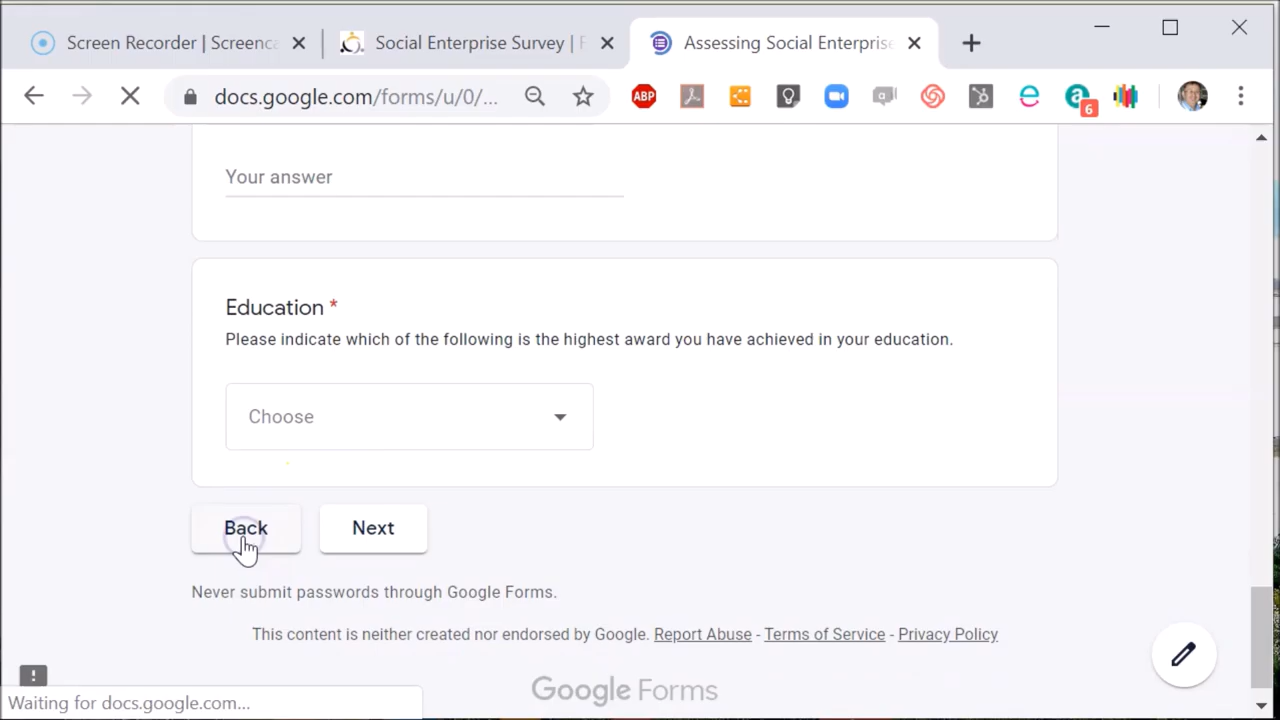 Screen Recorder | Screenca
Social Enterprise Survey | F
Assessing Social Enterprise
docs.google.com/forms/u/0/...
ABP
a
6
Your answer
Education *
Please indicate which of the following is the highest award you have achieved in your education.
Choose
Back
Next
Never submit passwords through Google Forms.
This content is neither created nor endorsed by Google. Report Abuse - Terms of Service - Privacy Policy
!
Google Forms
Waiting for docs.google.com...